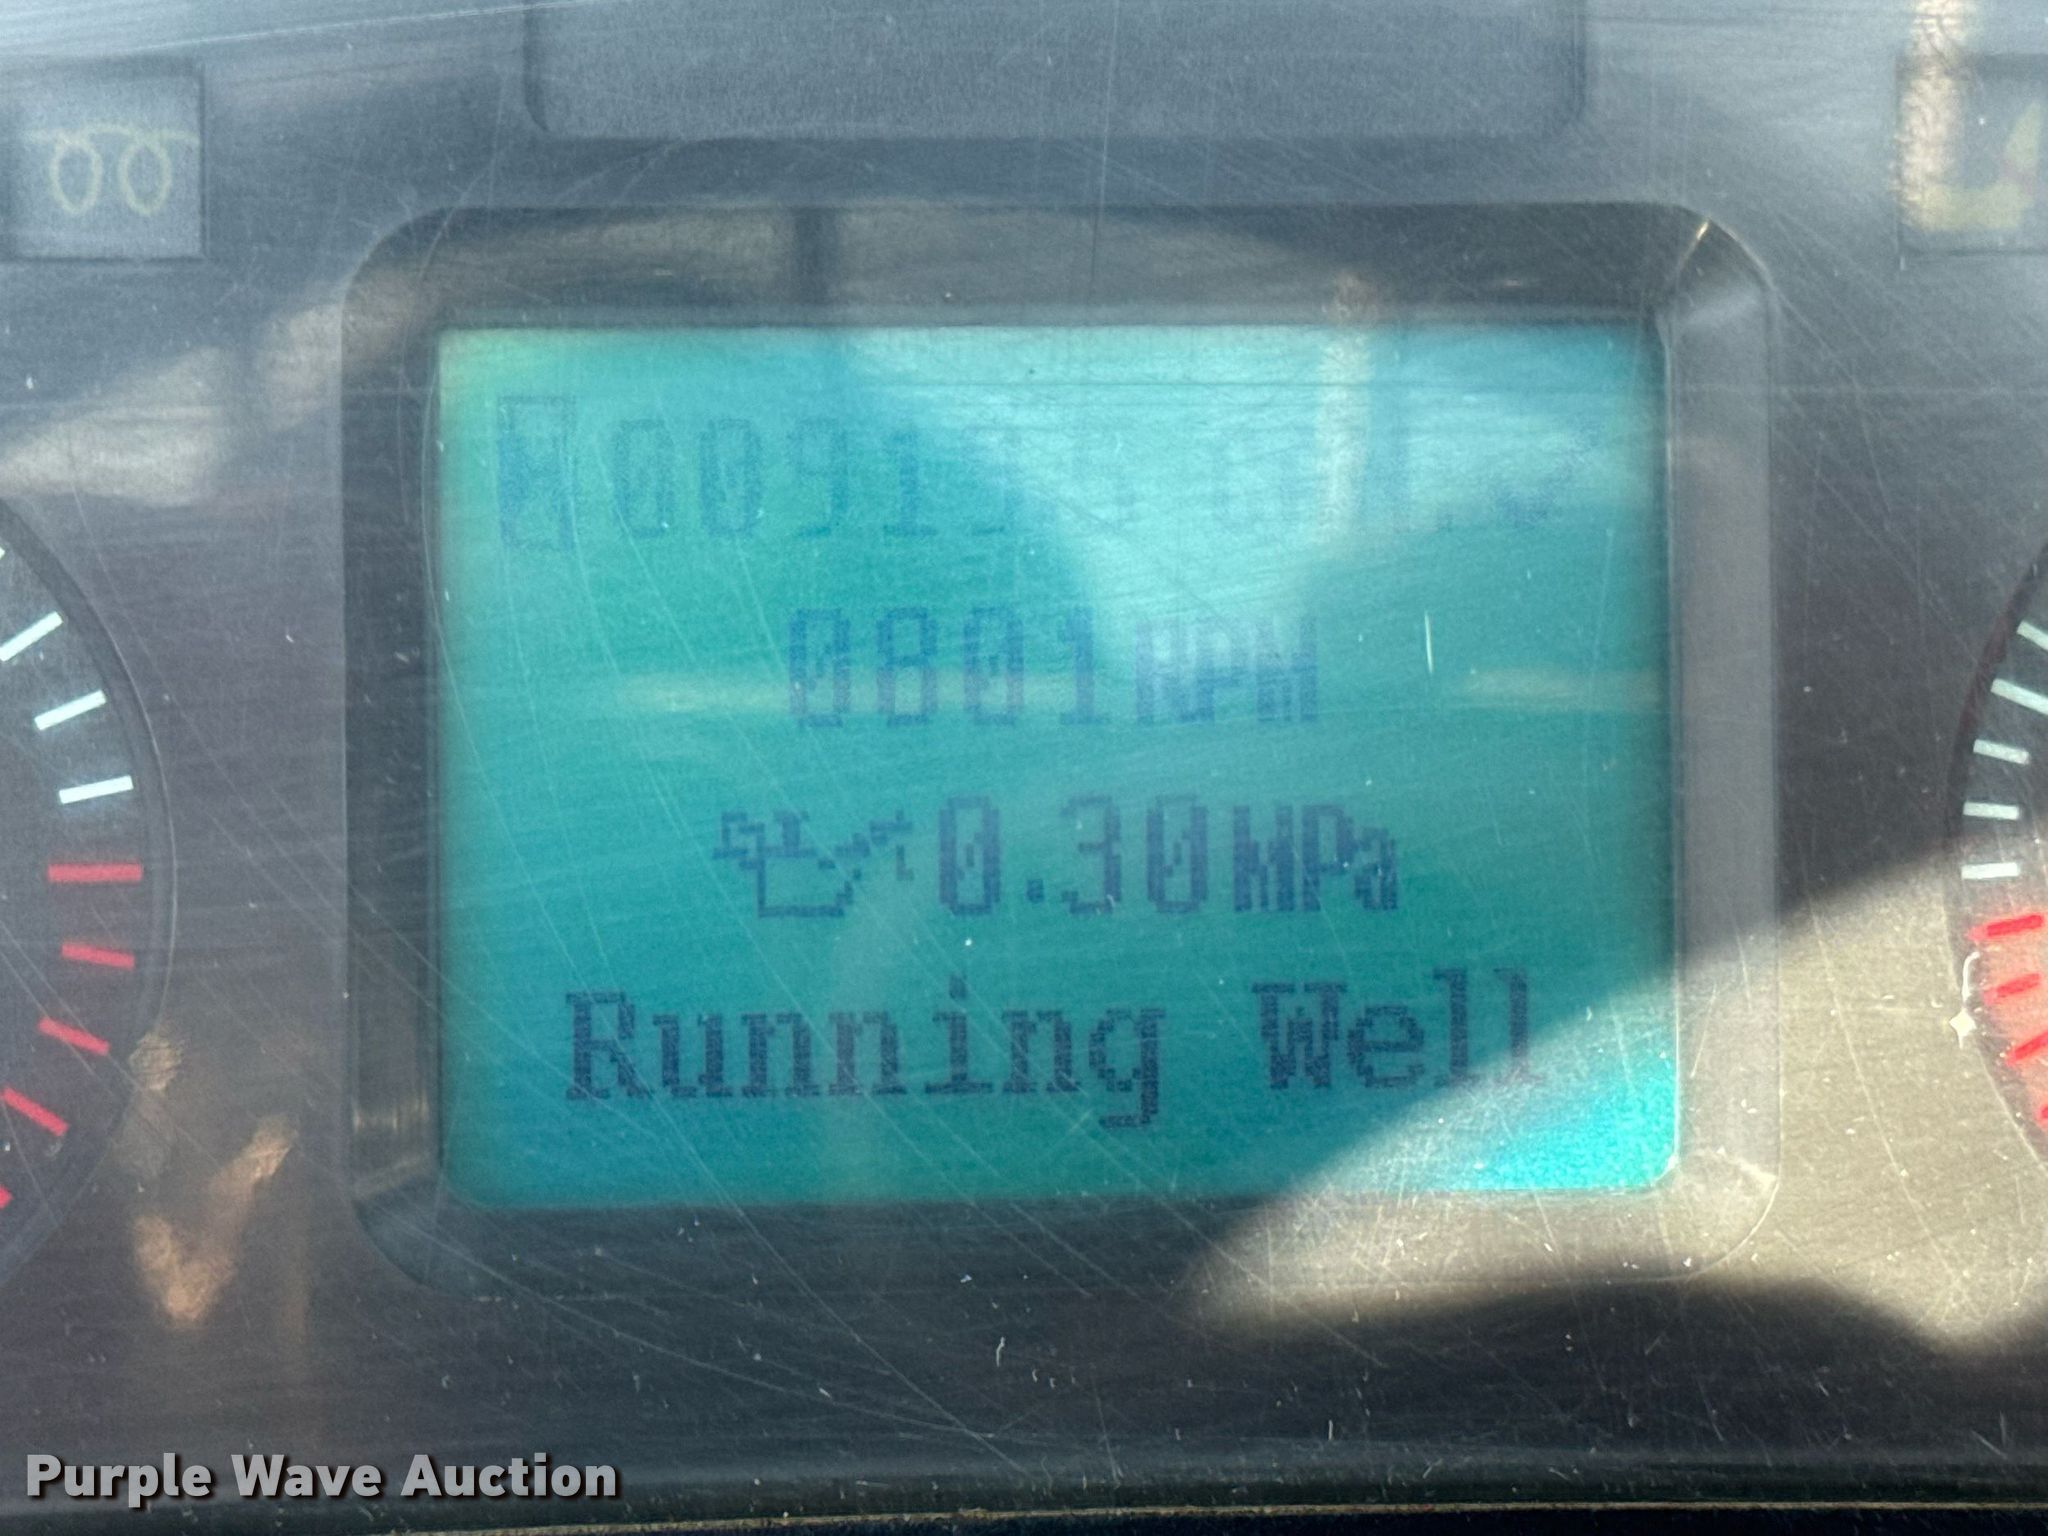 0801RPM
0.30MPa
Running Well
Purple Wave Auction